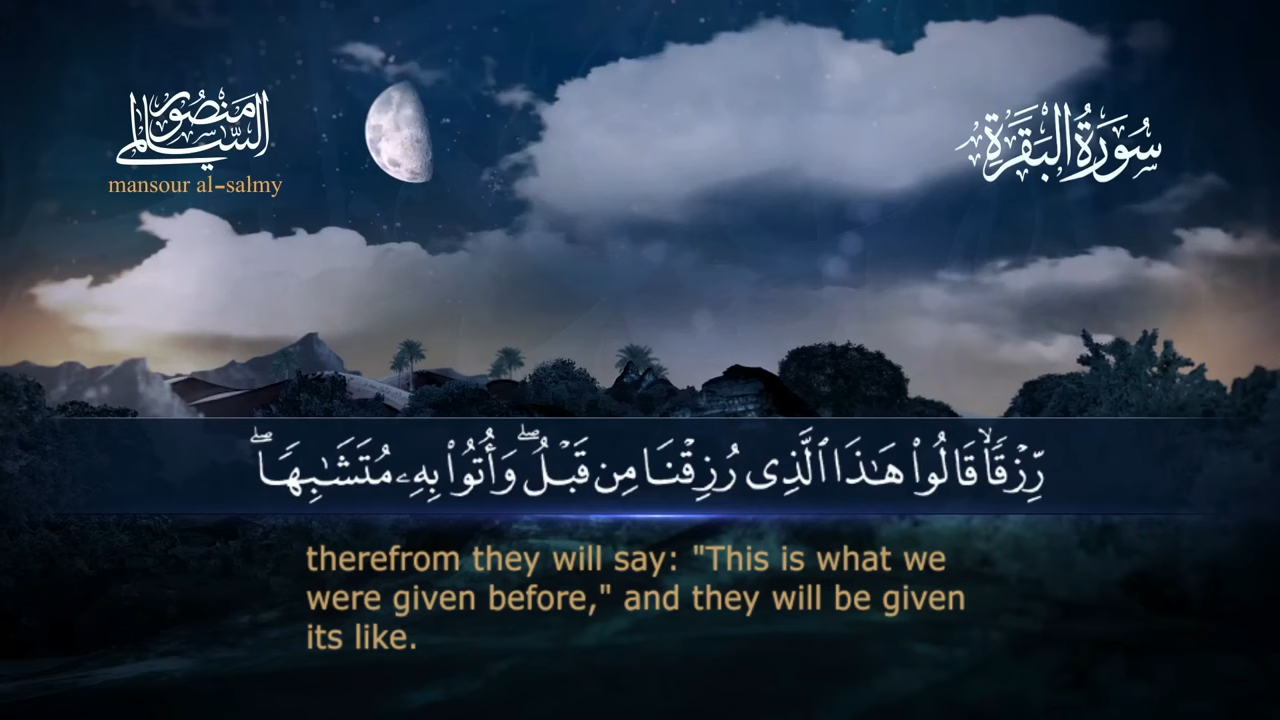 منصور السالمي
mansour al-salmy
سُورَةُ البَقَرَةِ
رِّزْقًاۙ قَالُوا۟ هَـٰذَا ٱلَّذِى رُزِقْنَا مِن قَبْلُۖ وَأُتُوا۟ بِهِۦ مُتَشَـٰبِهًاۖ
therefrom they will say: "This is what we
were given before," and they will be given
its like.